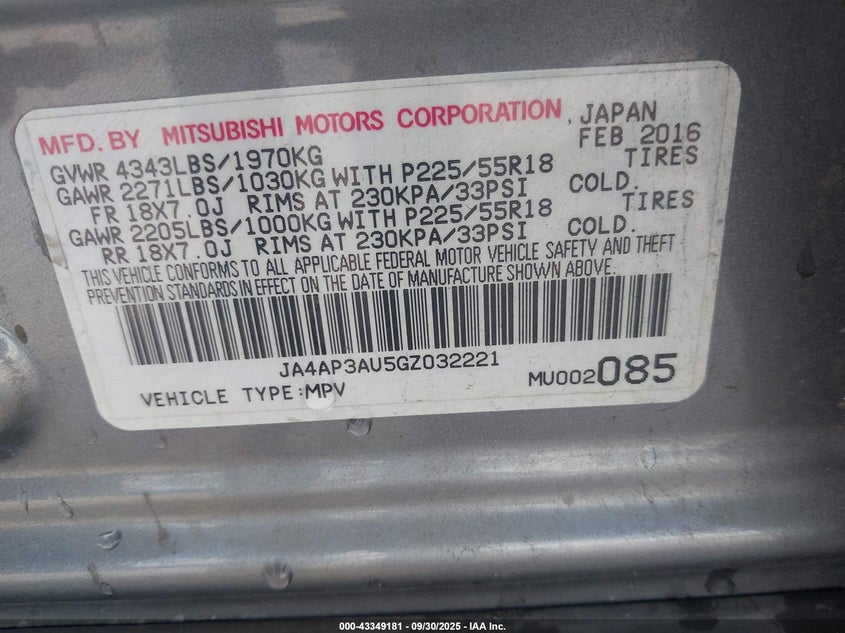 MFD. BY MITSUBISHI MOTORS CORPORATION, JAPAN
GVWR 4343LBS/1970KG FEB 2016
GAWR 2271LBS/1030KG WITH P225/55R18 TIRES
FR 18X7.0J RIMS AT 230KPA/33PSI COLD.
GAWR 2205LBS/1000KG WITH P225/55R18 TIRES
RR 18X7.0J RIMS AT 230KPA/33PSI COLD.
THIS VEHICLE CONFORMS TO ALL APPLICABLE FEDERAL MOTOR VEHICLE SAFETY AND THEFT
PREVENTION STANDARDS IN EFFECT ON THE DATE OF MANUFACTURE SHOWN ABOVE.
JA4AP3AU5GZ032221
VEHICLE TYPE:MPV MU002085
000-43349181 - 09/30/2025 - IAA Inc.